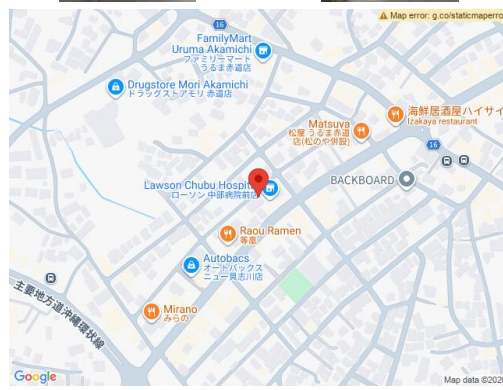 Map error: g.co/staticmaperro
16
FamilyMart
Uruma Akamichi
ファミリーマート
うるま赤道店
Drugstore Mori Akamichi
ドラッグストアモリ 赤道店
Matsuya
松屋 うるま赤道
店(松のや併設)
海鮮居酒屋ハイサイ
Izakaya restaurant
16
Lawson Chubu Hospit
ローソン 中部病院前店
BACKBOARD
Raou Ramen
等凰
Autobacs
オートバックス
ニュー具志川店
Mirano
みらの
主要地方道沖縄環状線
Google
Map data ©202